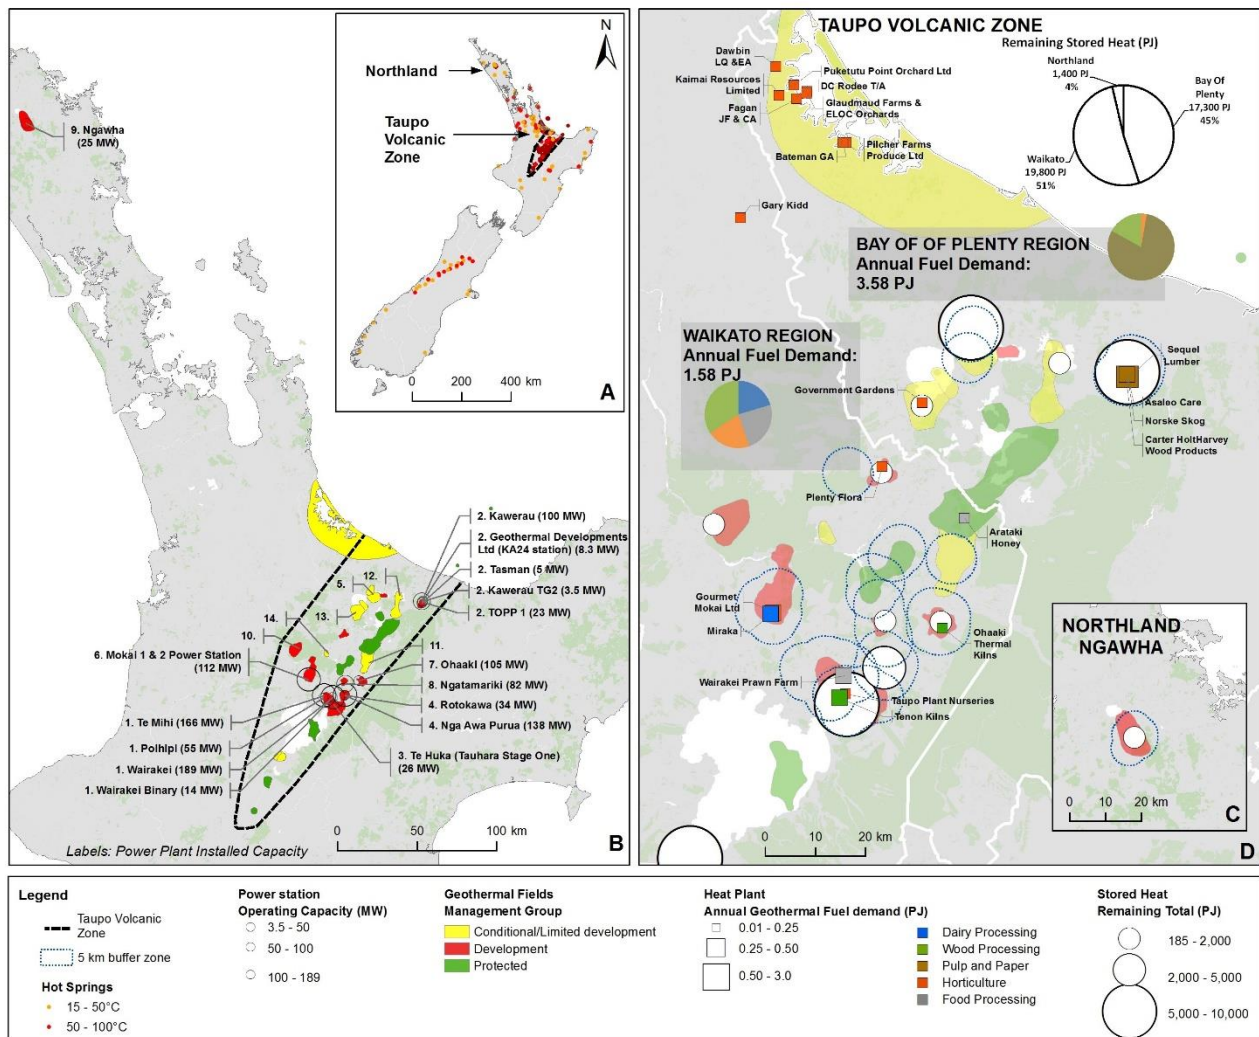 9. Ngawha
(25 MW)
N
Northland
Taupo
Volcanic
Zone
0 200 400 km
A
2. Kawerau (100 MW)
2. Geothermal Developments
Ltd (KA24 station) (8.3 MW)
2. Tasman (5 MW)
2. Kawerau TG2 (3.5 MW)
2. TOPP 1 (23 MW)
5.
12.
13.
14.
10.
11.
6. Mokai 1 & 2 Power Station
(112 MW)
7. Ohaaki (105 MW)
8. Ngatamariki (82 MW)
4. Rotokawa (34 MW)
4. Nga Awa Purua (138 MW)
1. Te Mihi (166 MW)
1. Poihipi (55 MW)
1. Wairakei (189 MW)
1. Wairakei Binary (14 MW)
3. Te Huka (Tauhara Stage One)
(26 MW)
0 50 100 km
Labels: Power Plant Installed Capacity
B
TAUPO VOLCANIC ZONE
Remaining Stored Heat (PJ)
Northland
1,400 PJ
4%
Bay Of
Plenty
17,300 PJ
45%
Waikato
19,800 PJ
51%
Dawbin
LQ &EA
Kaimai Resources
Limited
Fagan
JF & CA
Puketutu Point Orchard Ltd
DC Rodee T/A
Glaudmaud Farms &
ELOC Orchards
Bateman GA
Pilcher Farms
Produce Ltd
Gary Kidd
BAY OF OF PLENTY REGION
Annual Fuel Demand:
3.58 PJ
WAIKATO REGION
Annual Fuel Demand:
1.58 PJ
Government Gardens
Sequel
Lumber
Asaleo Care
Norske Skog
Carter HoltHarvey
Wood Products
Plenty Flora
Arataki
Honey
Gourmet
Mokai Ltd
Miraka
Ohaaki
Thermal
Kilns
Wairakei Prawn Farm
Taupo Plant Nurseries
Tenon Kilns
0 10 20 km
D
NORTHLAND
NGAWHA
0 10 20 km
C
Legend
Taupo Volcanic
Zone
5 km buffer zone
Hot Springs
15 - 50°C
50 - 100°C
Power station
Operating Capacity (MW)
3.5 - 50
50 - 100
100 - 189
Geothermal Fields
Management Group
Conditional/Limited development
Development
Protected
Heat Plant
Annual Geothermal Fuel demand (PJ)
0.01 - 0.25
0.25 - 0.50
0.50 - 3.0
Dairy Processing
Wood Processing
Pulp and Paper
Horticulture
Food Processing
Stored Heat
Remaining Total (PJ)
185 - 2,000
2,000 - 5,000
5,000 - 10,000